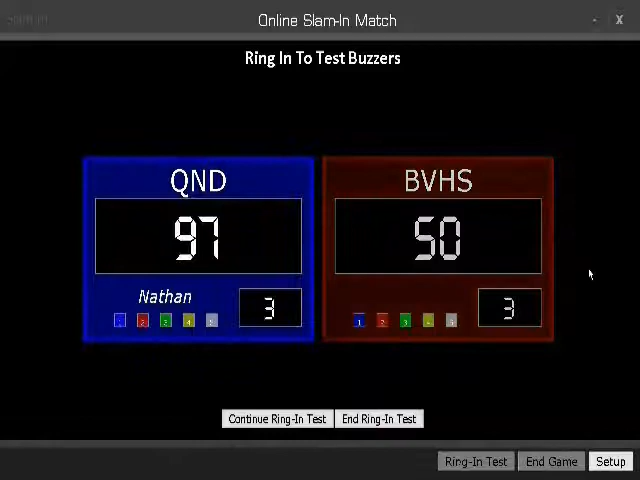 Online Slam-In Match
- X
Ring In To Test Buzzers
QND
BVHS
97
50
Nathan
3
3
1 2 3 4 5
1 2 3 4 5
Continue Ring-In Test
End Ring-In Test
Ring-In Test
End Game
Setup